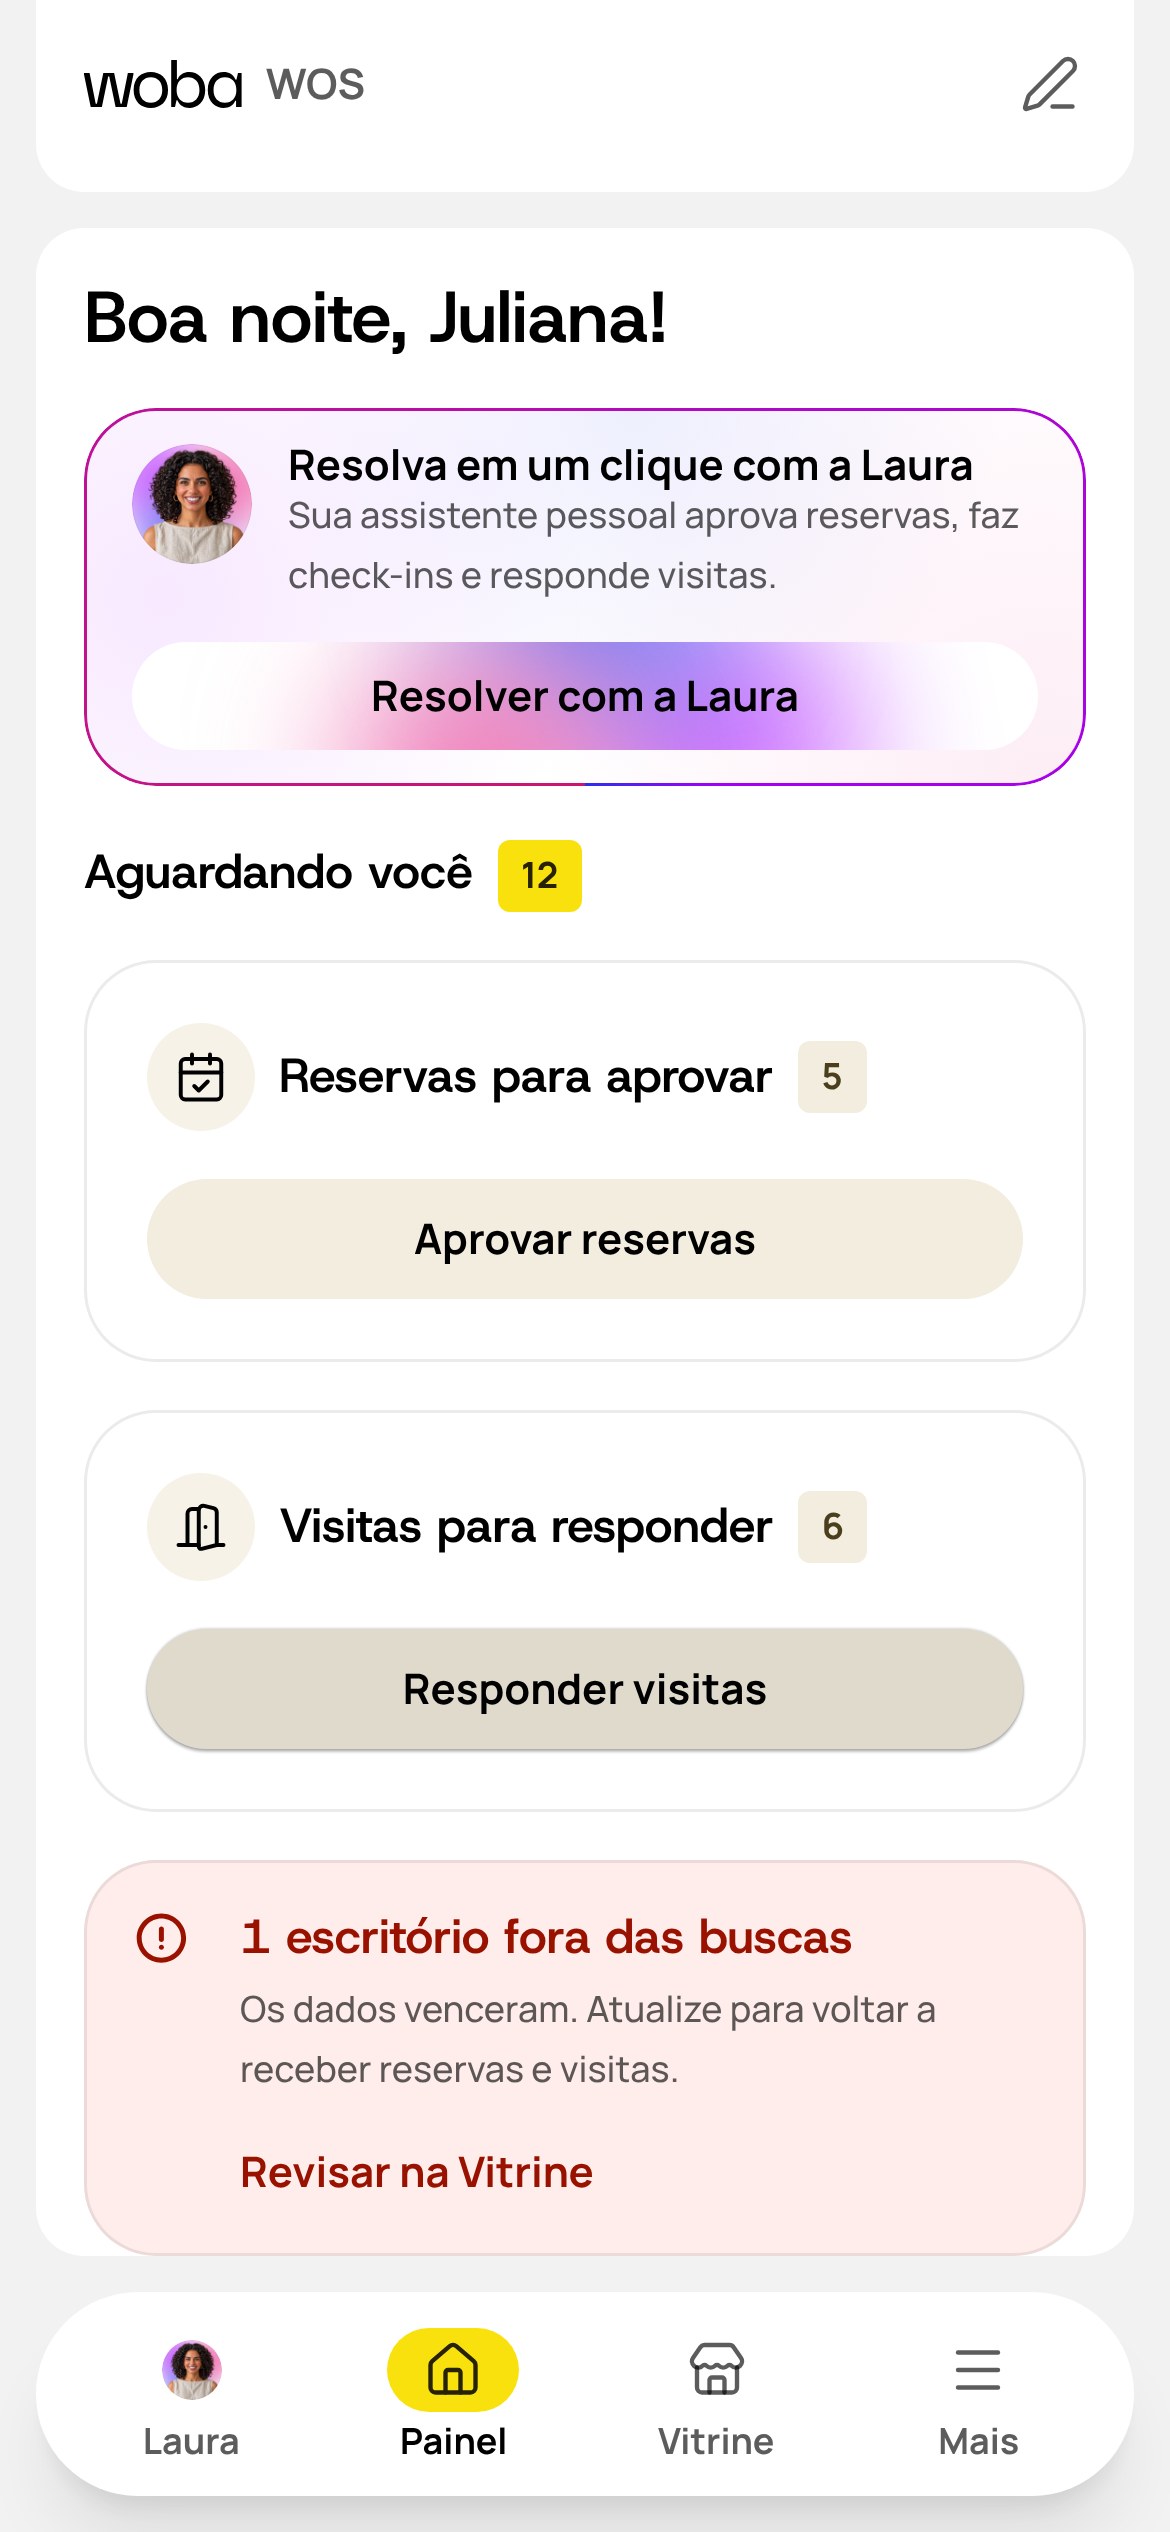 woba WOS
Boa noite, Juliana!
Resolva em um clique com a Laura
Sua assistente pessoal aprova reservas, faz
check-ins e responde visitas.
Resolver com a Laura
Aguardando você 12
Reservas para aprovar 5
Aprovar reservas
Visitas para responder 6
Responder visitas
1 escritório fora das buscas
Os dados venceram. Atualize para voltar a
receber reservas e visitas.
Revisar na Vitrine
Laura Painel Vitrine Mais